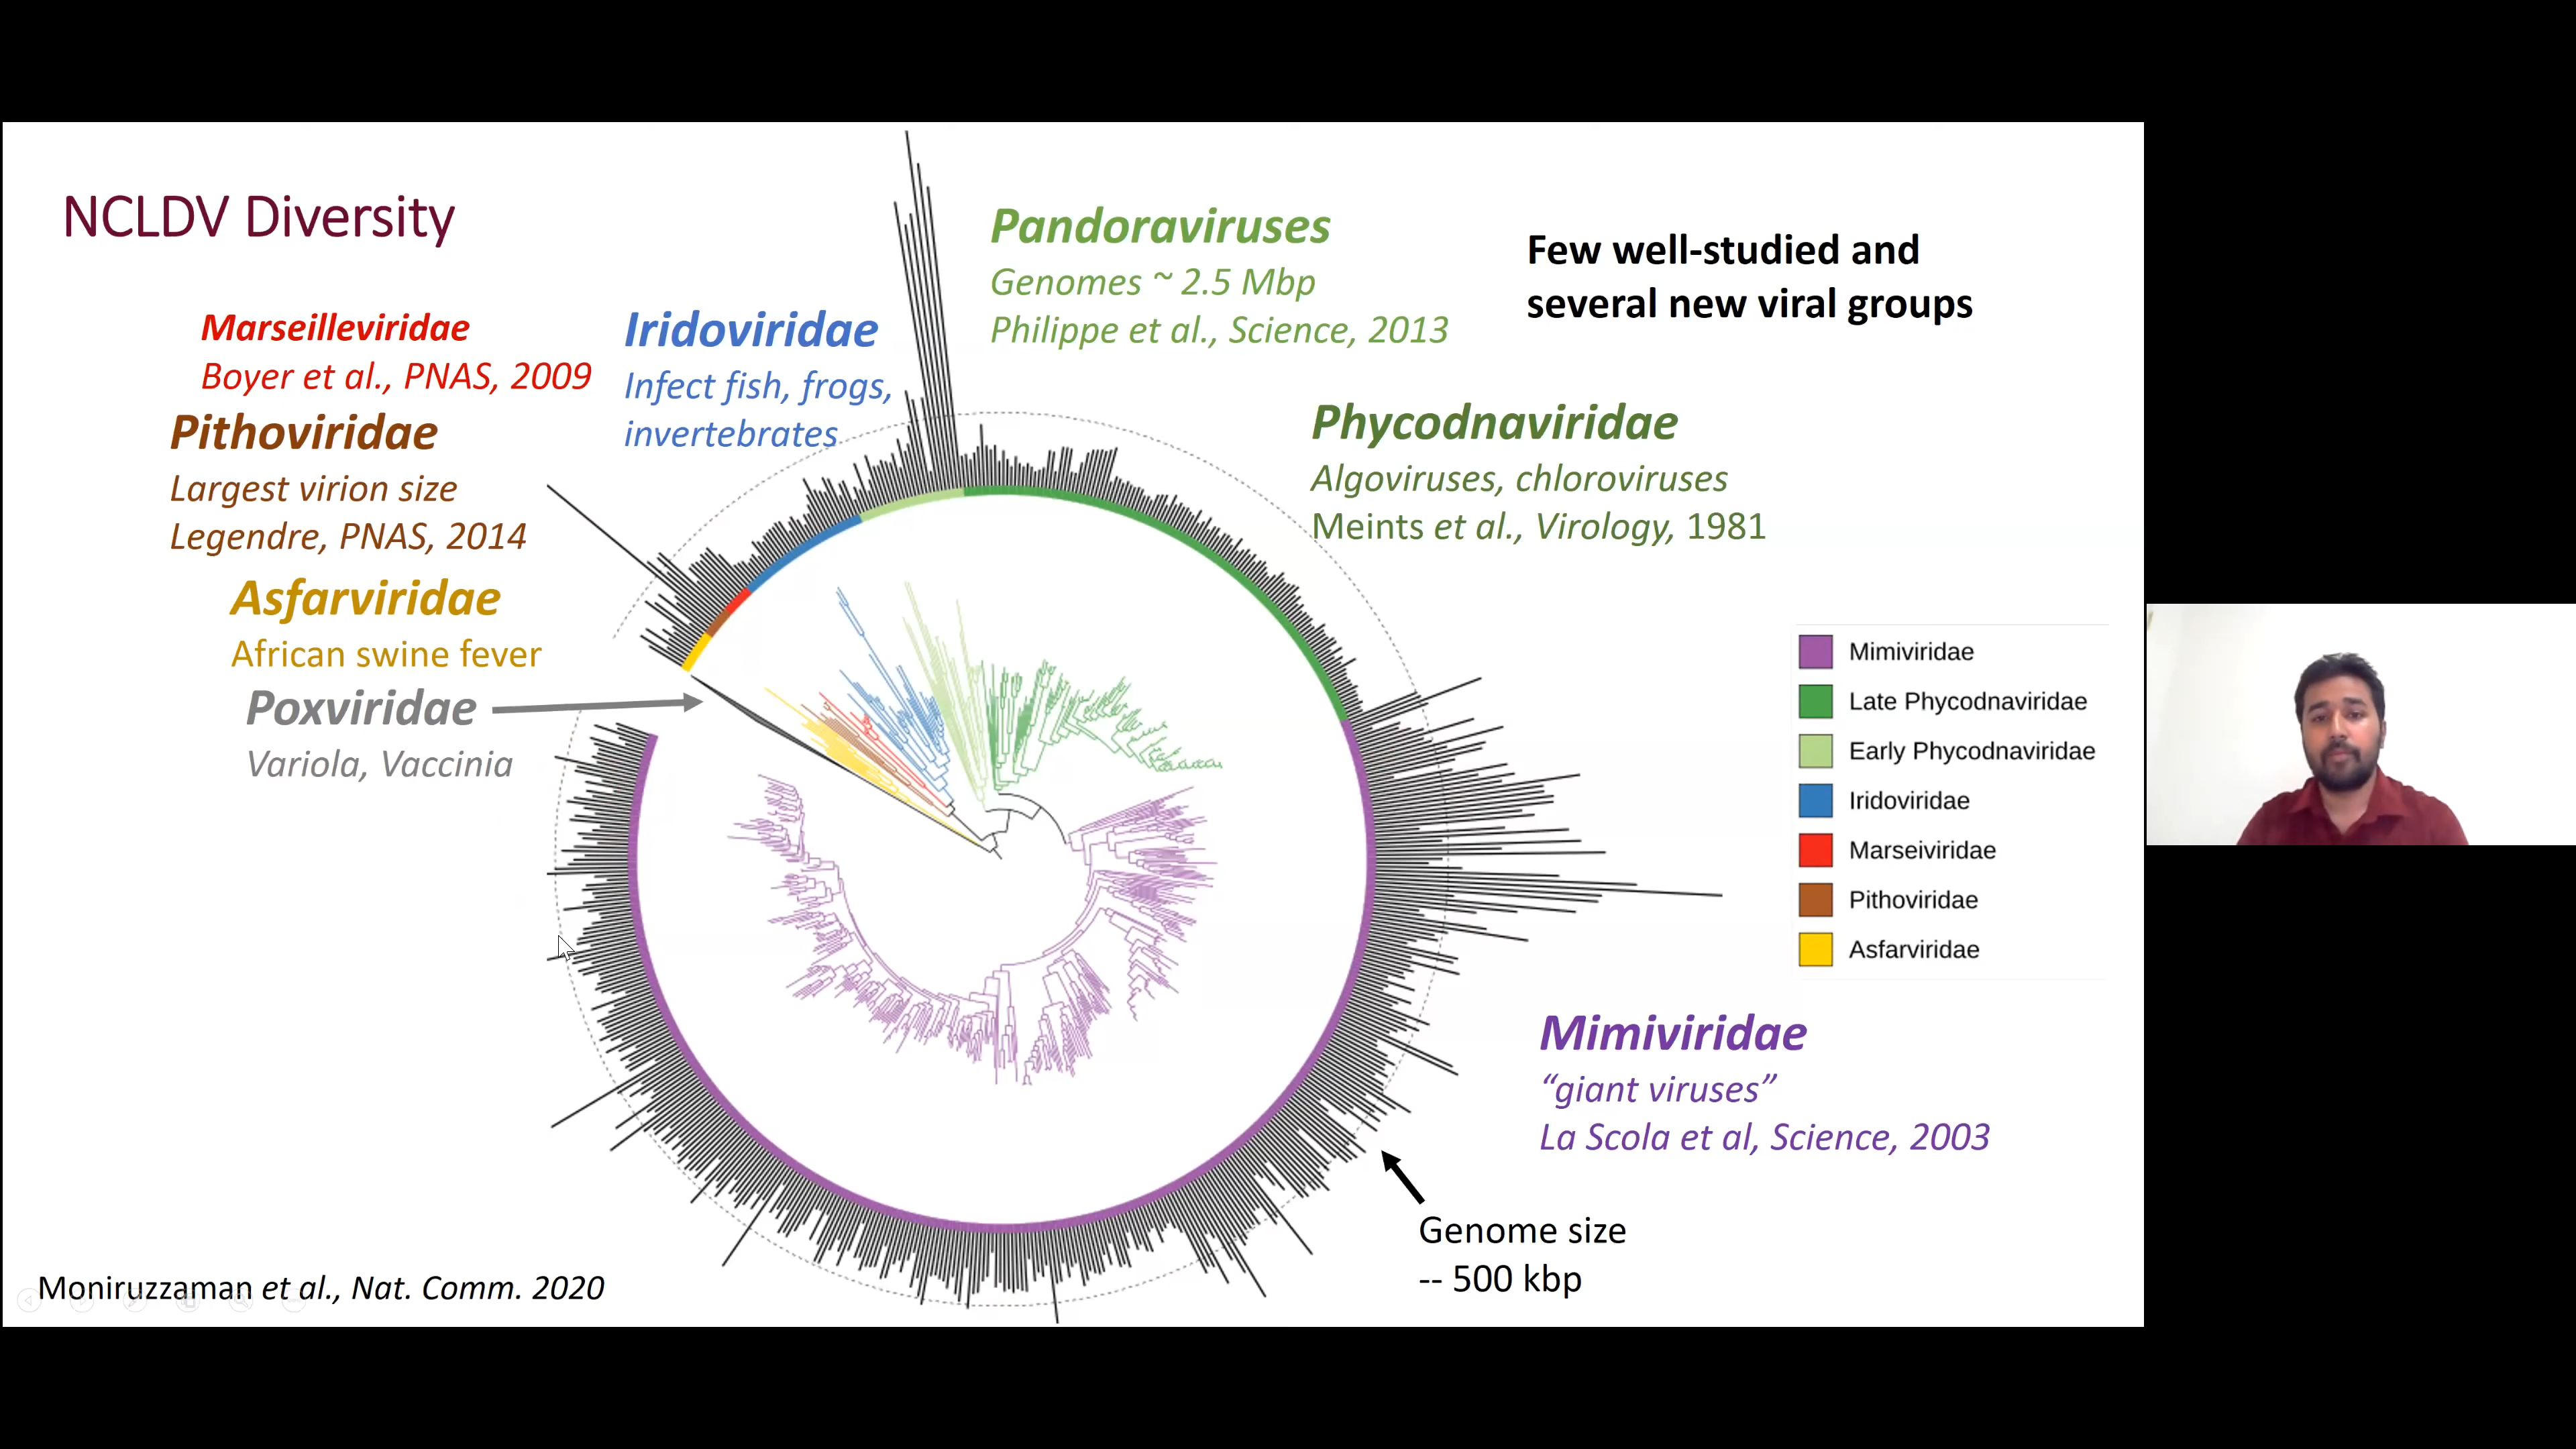 NCLDV Diversity
Marseilleviridae
Boyer et al., PNAS, 2009
Pithoviridae
Largest virion size
Legendre, PNAS, 2014
Asfarviridae
African swine fever
Poxviridae
Variola, Vaccinia
Iridoviridae
Infect fish, frogs,
invertebrates
Pandoraviruses
Genomes ~ 2.5 Mbp
Philippe et al., Science, 2013
Few well-studied and
several new viral groups
Phycodnaviridae
Algoviruses, chloroviruses
Meints et al., Virology, 1981
Mimiviridae
Late Phycodnaviridae
Early Phycodnaviridae
Iridoviridae
Marseiviridae
Pithoviridae
Asfarviridae
Mimiviridae
“giant viruses”
La Scola et al, Science, 2003
Genome size
-- 500 kbp
Moniruzzaman et al., Nat. Comm. 2020